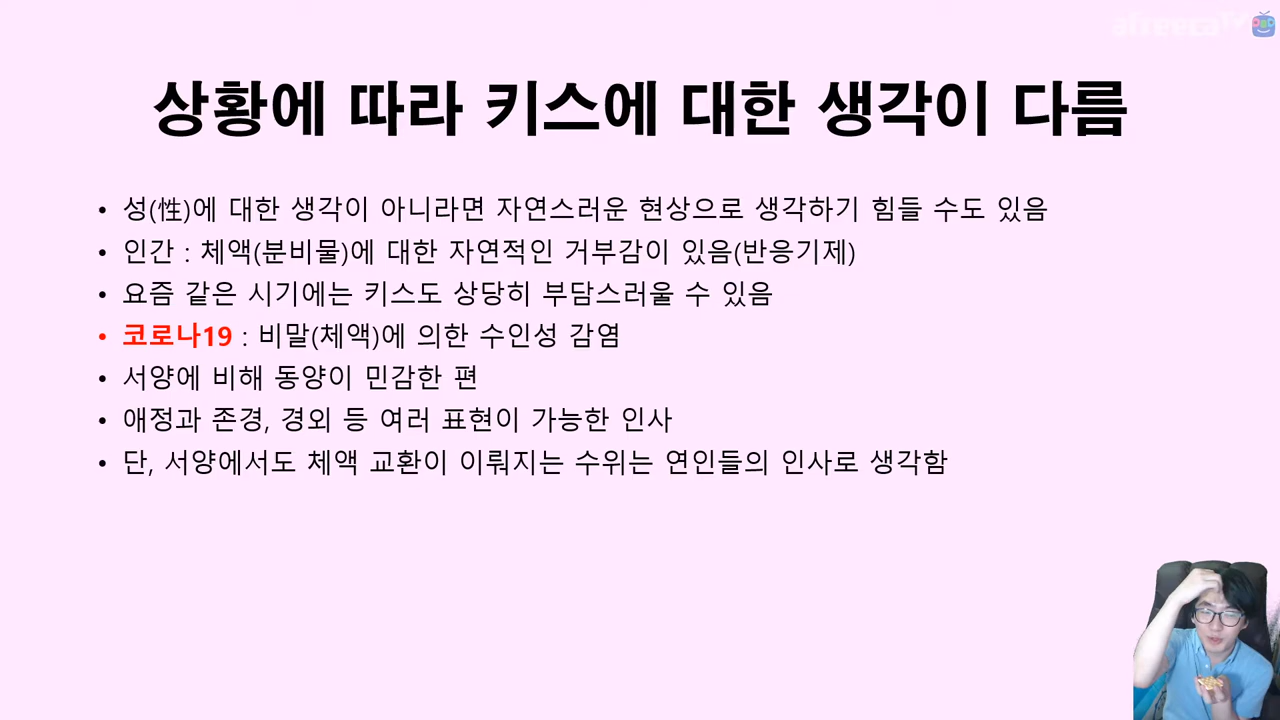 afreecaTV
상황에 따라 키스에 대한 생각이 다름
• 성(性)에 대한 생각이 아니라면 자연스러운 현상으로 생각하기 힘들 수도 있음
• 인간 : 체액(분비물)에 대한 자연적인 거부감이 있음(반응기제)
• 요즘 같은 시기에는 키스도 상당히 부담스러울 수 있음
• 코로나19 : 비말(체액)에 의한 수인성 감염
• 서양에 비해 동양이 민감한 편
• 애정과 존경, 경외 등 여러 표현이 가능한 인사
• 단, 서양에서도 체액 교환이 이뤄지는 수위는 연인들의 인사로 생각함